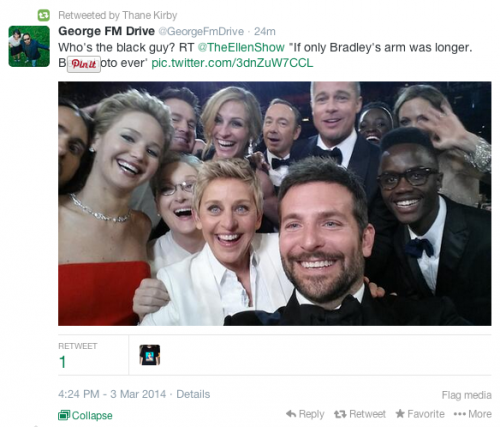 Retweeted by Thane Kirby
George FM Drive @GeorgeFmDrive · 24m
Who's the black guy? RT @TheEllenShow "If only Bradley's arm was longer.
B Pin it oto ever' pic.twitter.com/3dnZuW7CCL
RETWEET
1
4:24 PM - 3 Mar 2014 · Details
Flag media
Collapse
Reply Retweet Favorite More